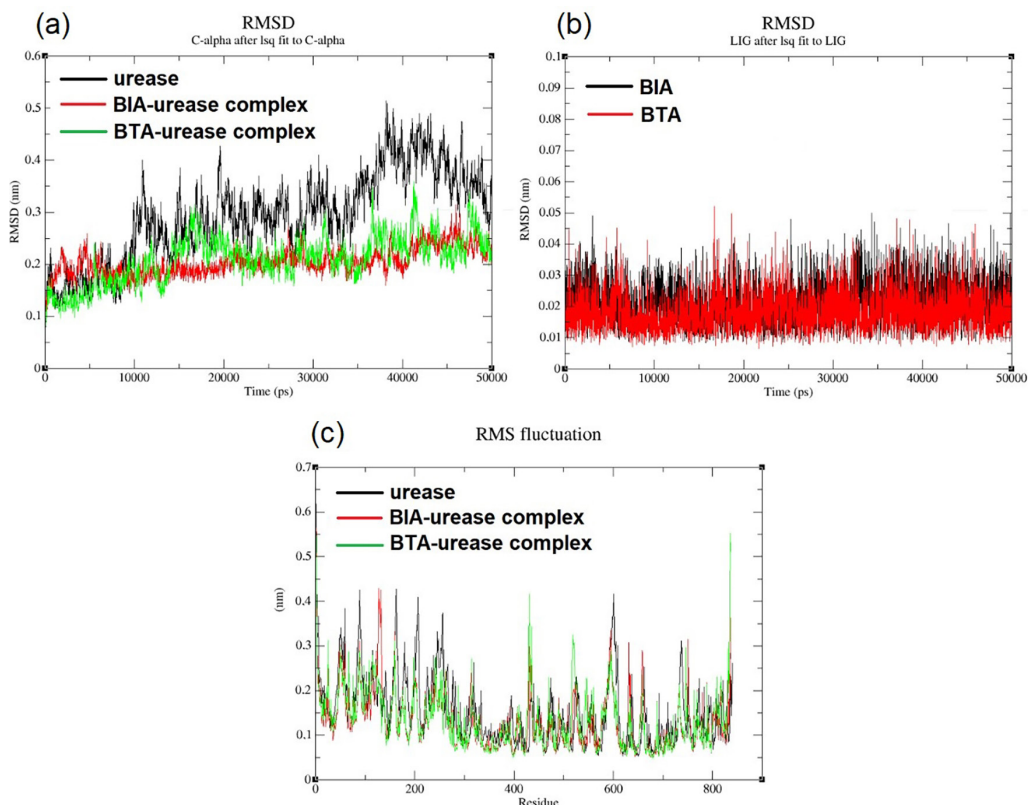 (a)
RMSD
C-alpha after lsq fit to C-alpha
urease
BIA-urease complex
BTA-urease complex
RMSD (nm)
0.6
0.5
0.4
0.3
0.2
0.1
0
0 10000 20000 30000 40000 50000
Time (ps)
(b)
RMSD
LIG after lsq fit to LIG
BIA
BTA
RMSD (nm)
0.1
0.09
0.08
0.07
0.06
0.05
0.04
0.03
0.02
0.01
0
0 10000 20000 30000 40000 50000
Time (ps)
(c)
RMS fluctuation
urease
BIA-urease complex
BTA-urease complex
(nm)
0.7
0.6
0.5
0.4
0.3
0.2
0.1
0
0 200 400 600 800
Residue